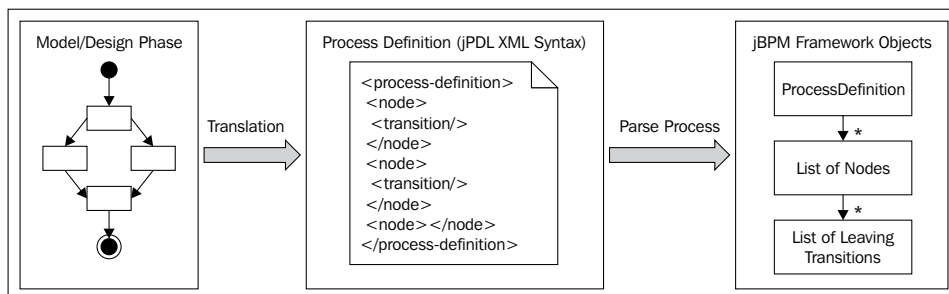 Model/Design Phase
Translation
Process Definition (jPDL XML Syntax)
<process-definition>
<node>
<transition/>
</node>
<node>
<transition/>
</node>
<node></node>
</process-definition>
Parse Process
jBPM Framework Objects
ProcessDefinition
*
List of Nodes
*
List of Leaving
Transitions